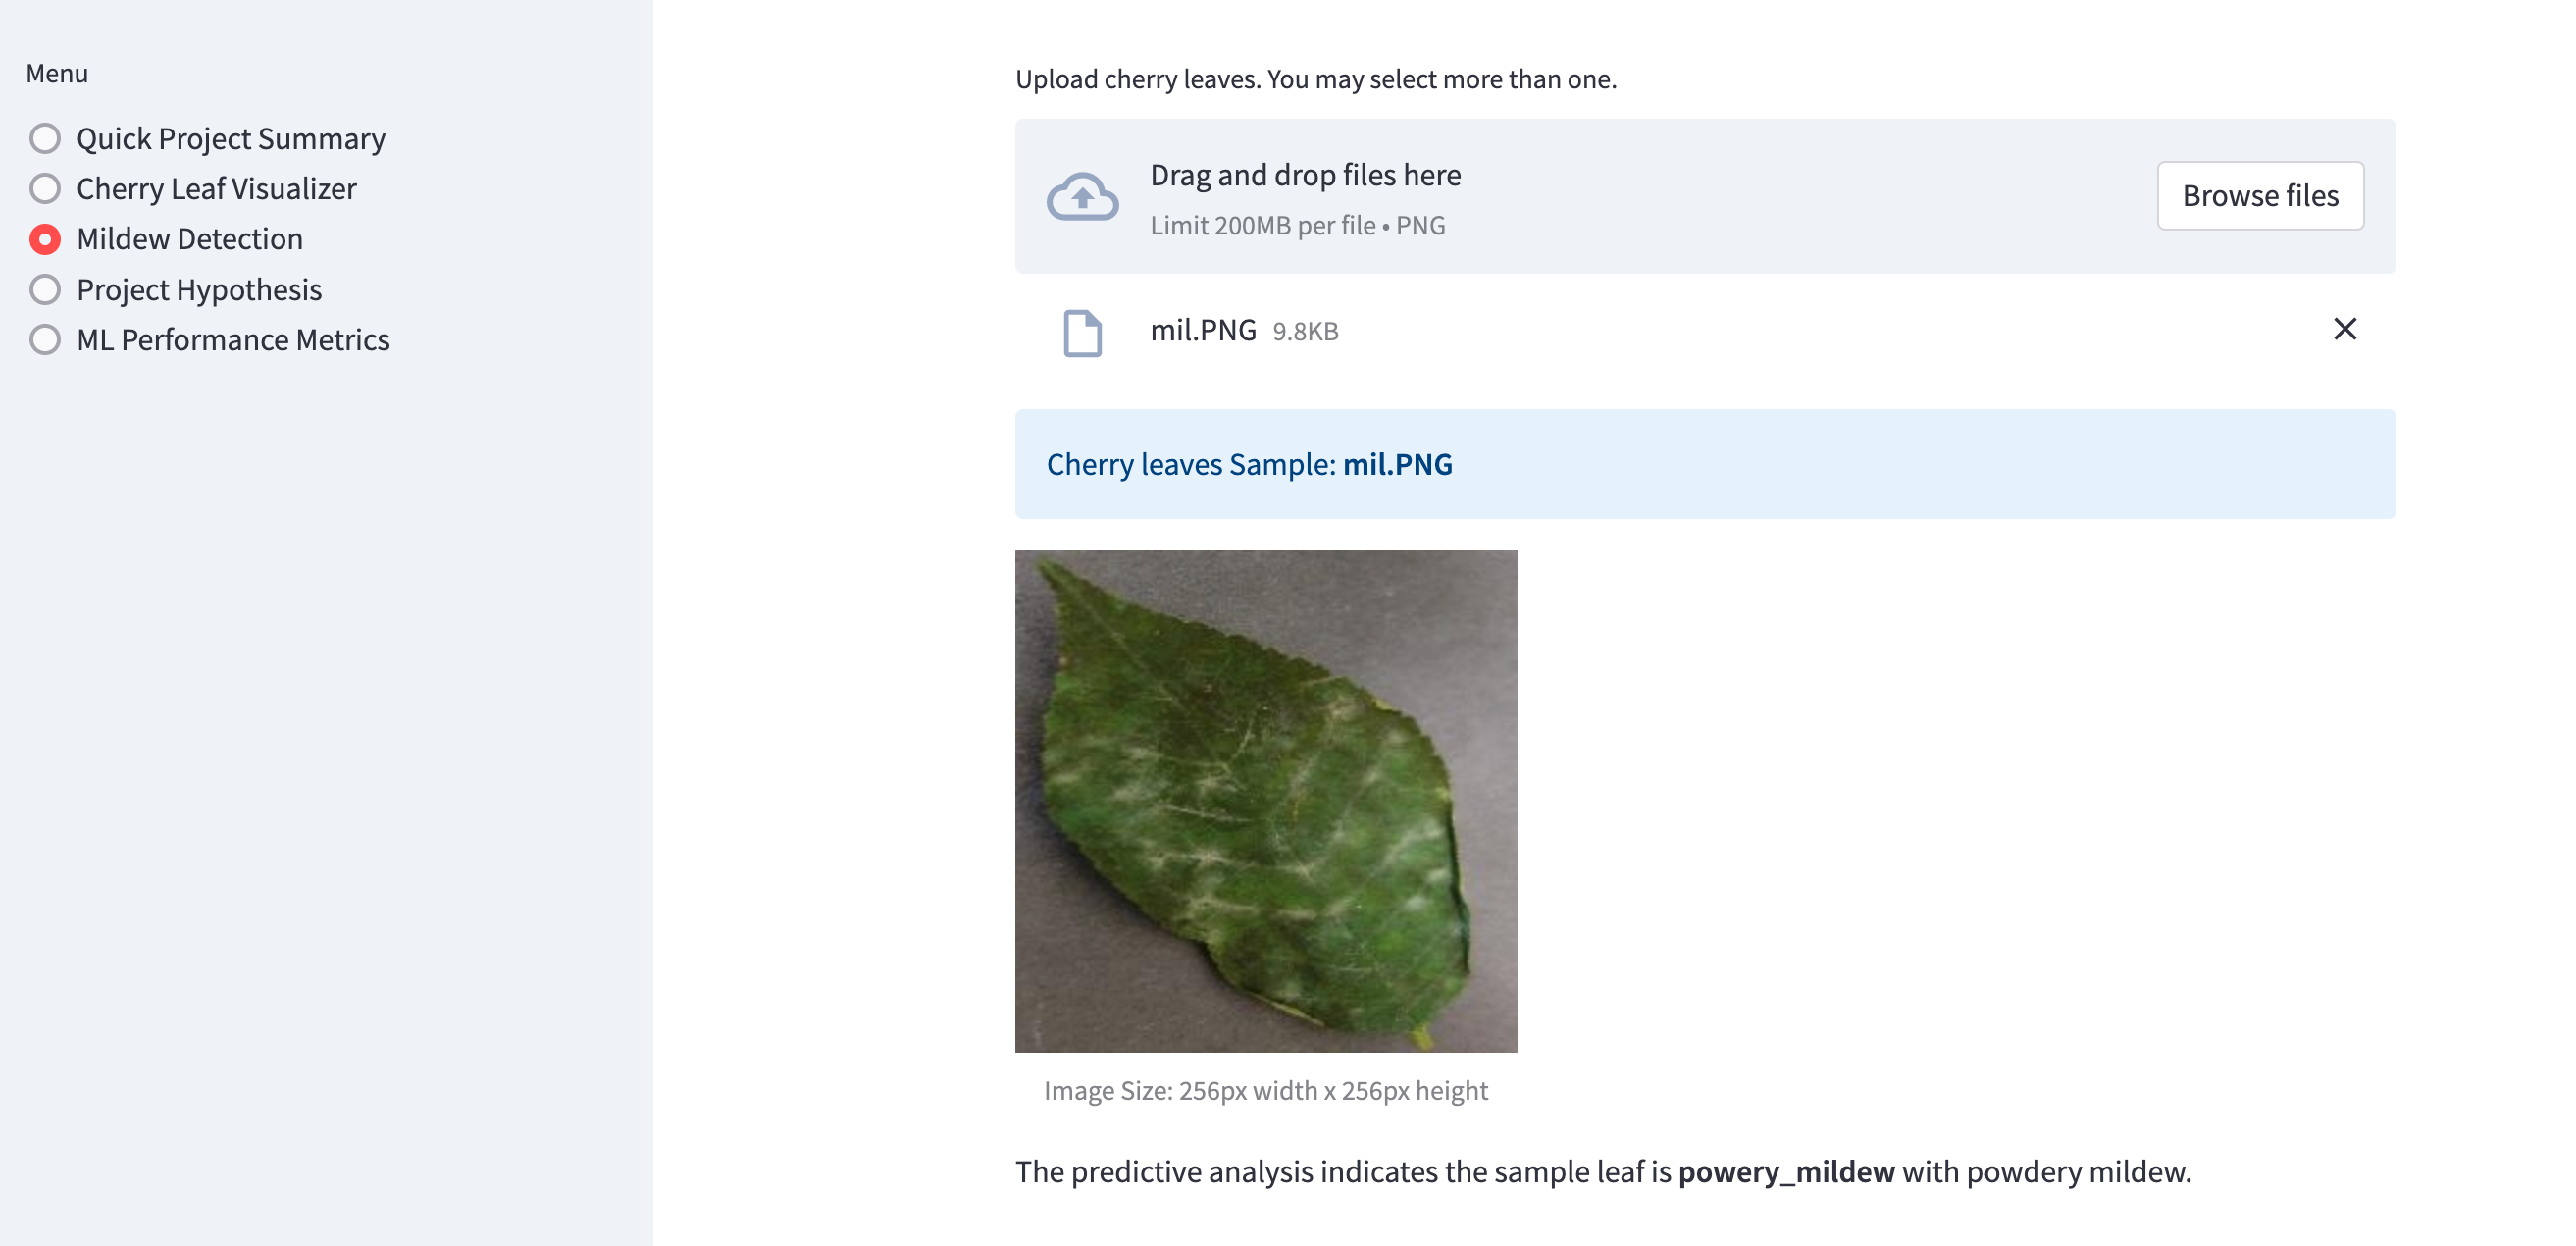 Menu
Quick Project Summary
Cherry Leaf Visualizer
Mildew Detection
Project Hypothesis
ML Performance Metrics
Upload cherry leaves. You may select more than one.
Drag and drop files here
Limit 200MB per file • PNG
Browse files
mil.PNG 9.8KB
Cherry leaves Sample: mil.PNG
Image Size: 256px width x 256px height
The predictive analysis indicates the sample leaf is powery_mildew with powdery mildew.